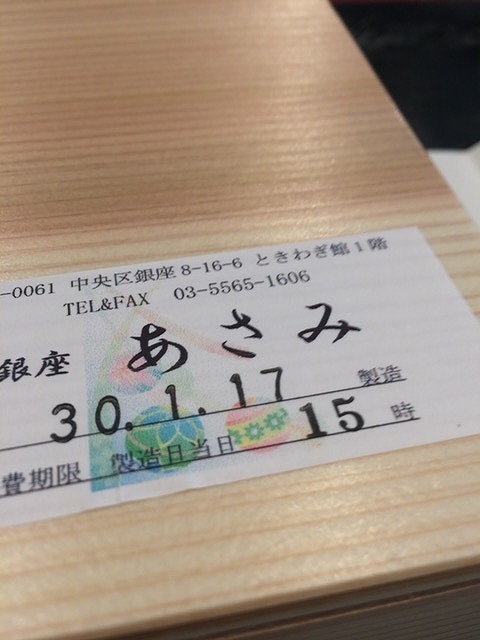 -0061 中央区銀座8-16-6 ときわぎ館1階
TEL&FAX 03-5565-1606
銀座 あさみ
30.1.17 製造
費期限 製造日当日 15時